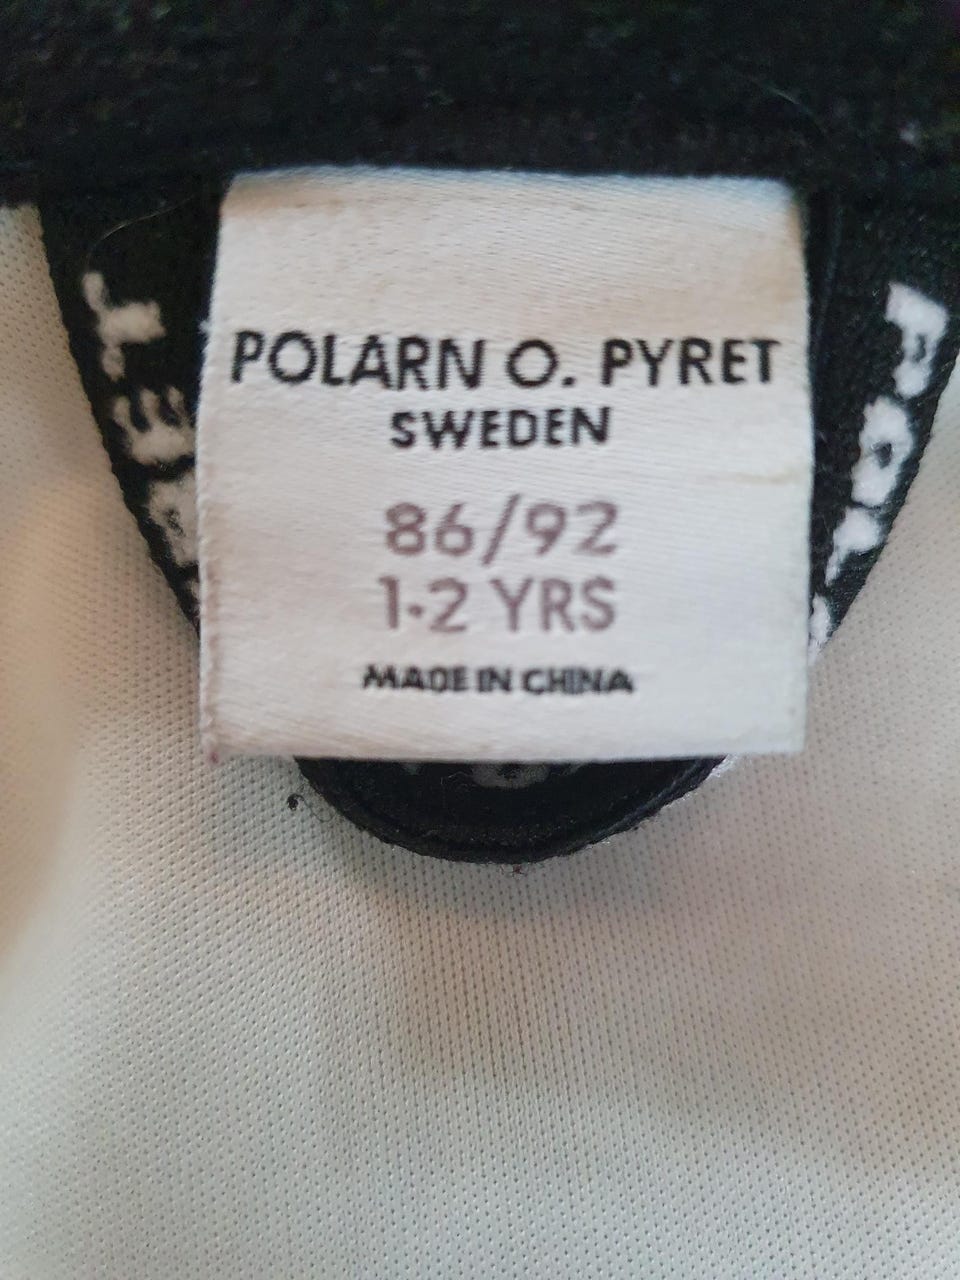 POLARN O. PYRET
SWEDEN
86/92
1-2 YRS
MADE IN CHINA